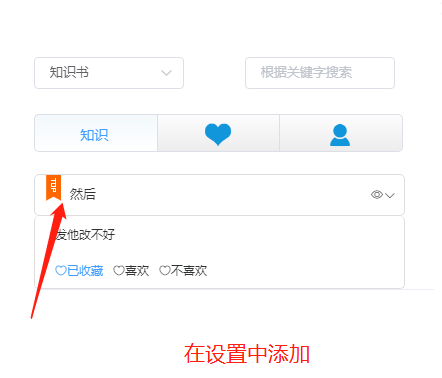 知识书
根据关键字搜索
知识
TOP
然后
发他改不好
已收藏 喜欢 不喜欢
在设置中添加